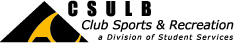 CSULB
Club Sports & Recreation
a Division of Student Services